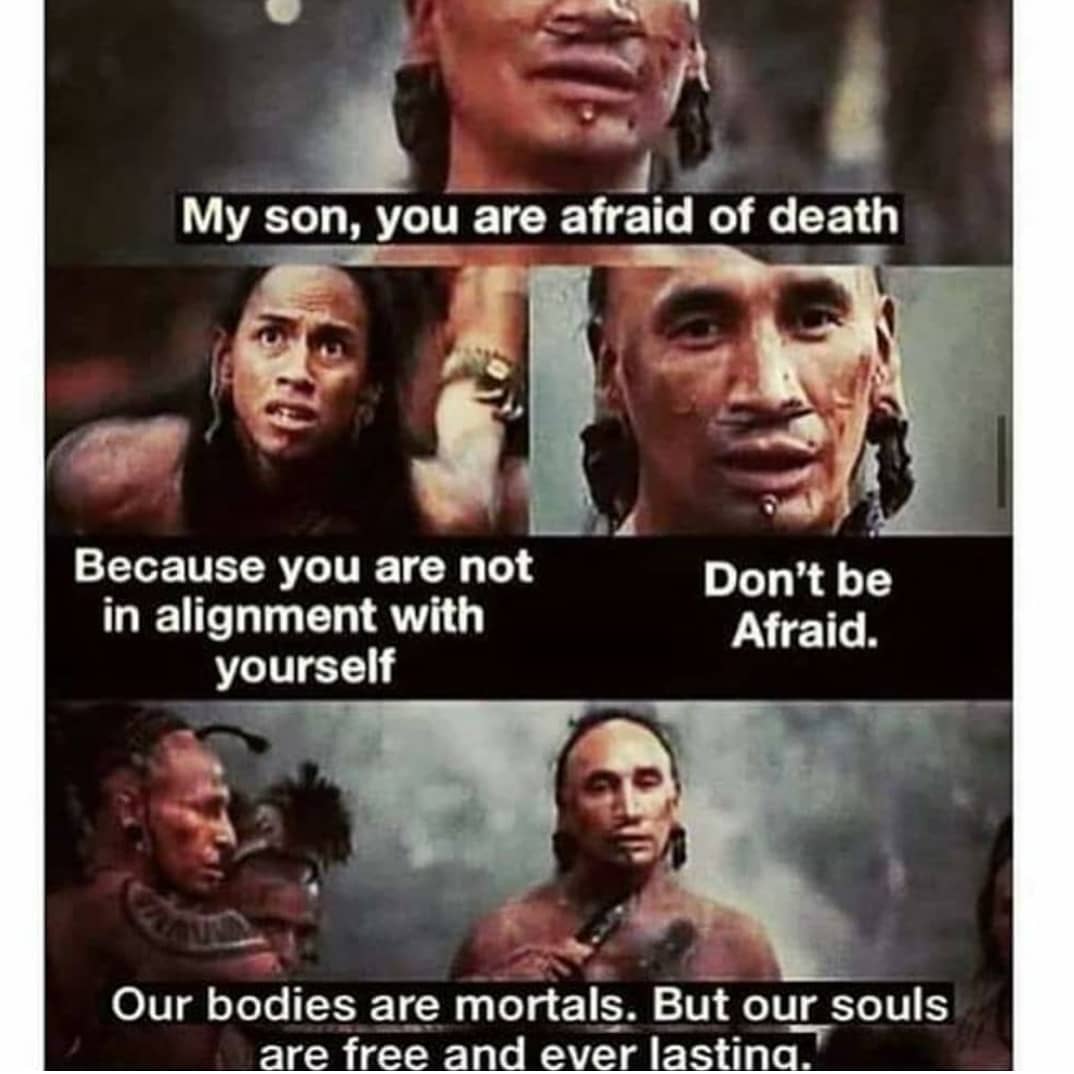 My son, you are afraid of death
Because you are not
in alignment with
yourself
Don't be
Afraid.
Our bodies are mortals. But our souls
are free and ever lasting.